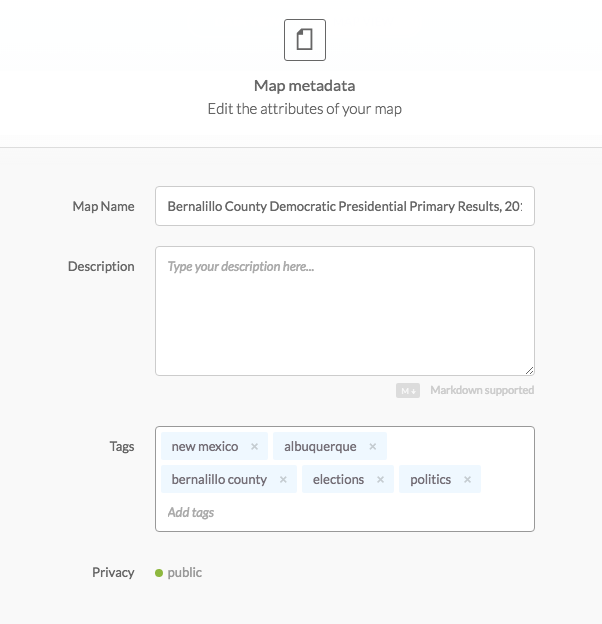 Map metadata
Edit the attributes of your map
Map Name
Bernalillo County Democratic Presidential Primary Results, 20
Description
Type your description here...
M Markdown supported
Tags
new mexico × albuquerque ×
bernalillo county × elections × politics ×
Add tags
Privacy
public